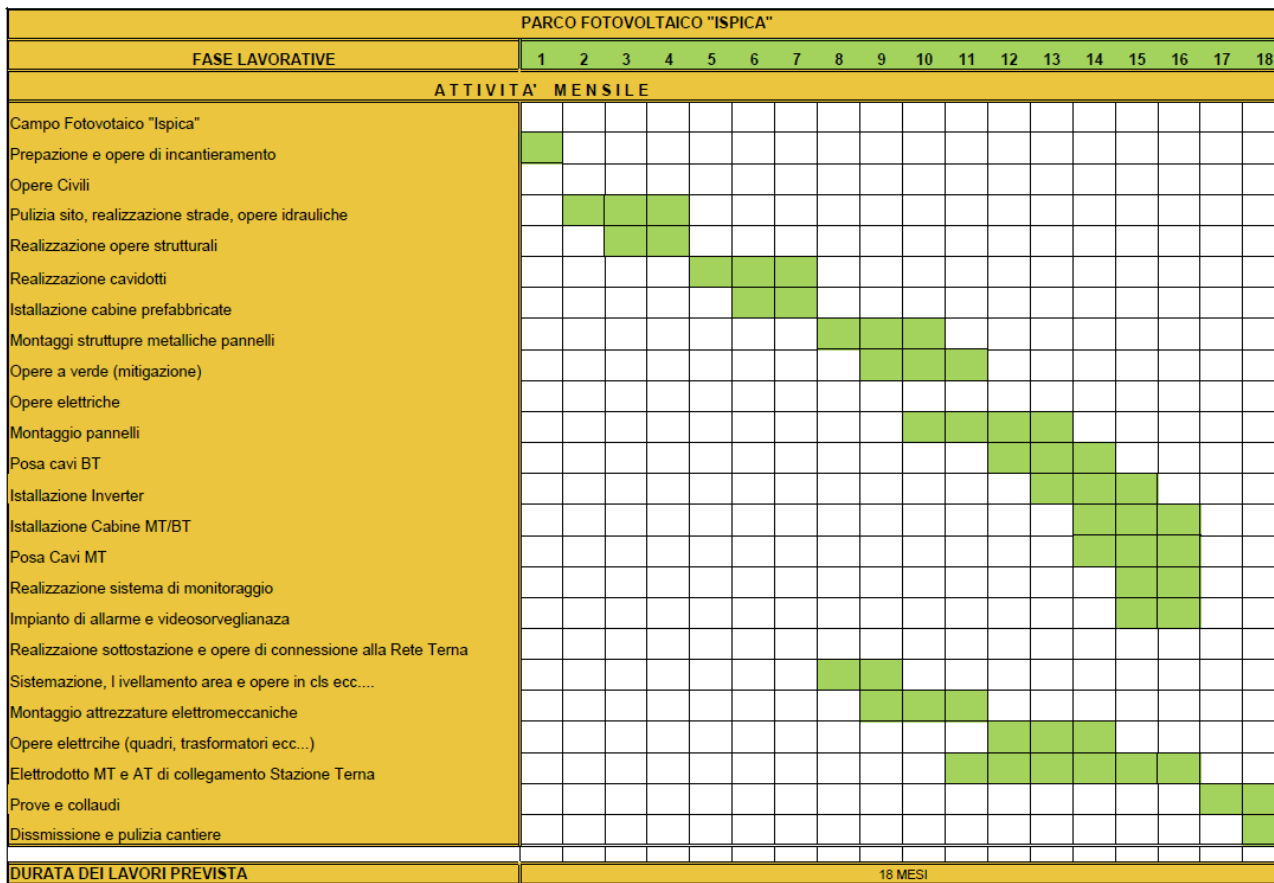 PARCO FOTOVOLTAICO "ISPICA"
FASE LAVORATIVE 1 2 3 4 5 6 7 8 9 10 11 12 13 14 15 16 17 18
ATTIVITA' MENSILE
Campo Fotovotaico "Ispica"
Prepazione e opere di incantieramento
Opere Civili
Pulizia sito, realizzazione strade, opere idrauliche
Realizzazione opere strutturali
Realizzazione cavidotti
Istallazione cabine prefabbricate
Montaggi struttupre metalliche pannelli
Opere a verde (mitigazione)
Opere elettriche
Montaggio pannelli
Posa cavi BT
Istallazione Inverter
Istallazione Cabine MT/BT
Posa Cavi MT
Realizzazione sistema di monitoraggio
Impianto di allarme e videosorveglianaza
Realizzaione sottostazione e opere di connessione alla Rete Terna
Sistemazione, l ivellamento area e opere in cls ecc....
Montaggio attrezzature elettromeccaniche
Opere elettrcihe (quadri, trasformatori ecc...)
Elettrodotto MT e AT di collegamento Stazione Terna
Prove e collaudi
Dissmissione e pulizia cantiere
DURATA DEI LAVORI PREVISTA 18 MESI